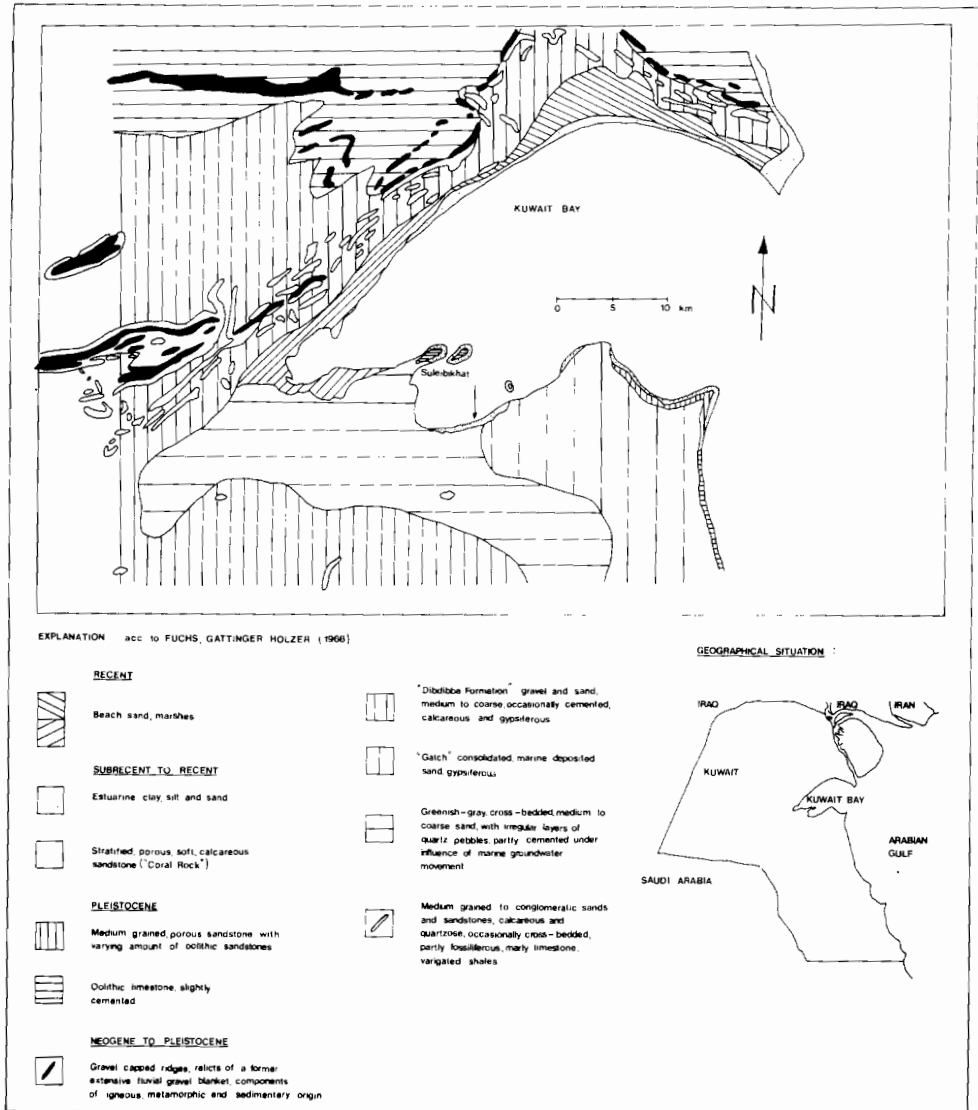 KUWAIT BAY
0 5 10 km
N
Suleibikhat
EXPLANATION acc to FUCHS, GATTINGER HOLZER (1966)
RECENT
Beach sand, marshes
SUBRECENT TO RECENT
Estuarine clay, silt and sand
Stratified, porous, soft, calcareous
sandstone ("Coral Rock")
PLEISTOCENE
Medium grained, porous sandstone with
varying amount of oolithic sandstones
Oolithic limestone, slightly
cemented
NEOGENE TO PLEISTOCENE
Gravel capped ridges, relicts of a former
extensive fluvial gravel blanket, components
of igneous, metamorphic and sedimentary origin
"Dibdibba Formation" gravel and sand,
medium to coarse, occasionally cemented,
calcareous and gypsiferous
"Gatch" consolidated, marine deposited
sand, gypsiferous
Greenish-gray, cross-bedded, medium to
coarse sand, with irregular layers of
quartz pebbles, partly cemented under
influence of marine groundwater
movement
Medium grained to conglomeratic sands
and sandstones, calcareous and
quartzose, occasionally cross-bedded,
partly fossiliferous, marly limestone,
varigated shales
GEOGRAPHICAL SITUATION :
IRAQ IRAQ IRAN
KUWAIT
KUWAIT BAY
ARABIAN
GULF
SAUDI ARABIA